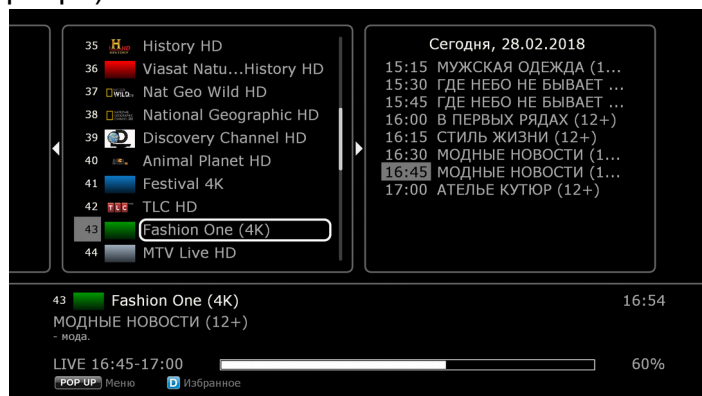 35 History HD
36 Viasat Natu...History HD
37 WILD Nat Geo Wild HD
38 National Geographic HD
39 Discovery Channel HD
40 Animal Planet HD
41 Festival 4K
42 TLC TLC HD
43 Fashion One (4K)
44 MTV Live HD
Сегодня, 28.02.2018
15:15 МУЖСКАЯ ОДЕЖДА (1...
15:30 ГДЕ НЕБО НЕ БЫВАЕТ ...
15:45 ГДЕ НЕБО НЕ БЫВАЕТ ...
16:00 В ПЕРВЫХ РЯДАХ (12+)
16:15 СТИЛЬ ЖИЗНИ (12+)
16:30 МОДНЫЕ НОВОСТИ (1...
16:45 МОДНЫЕ НОВОСТИ (1...
17:00 АТЕЛЬЕ КУТЮР (12+)
43 Fashion One (4K) 16:54
МОДНЫЕ НОВОСТИ (12+)
- мода.
LIVE 16:45-17:00 60%
POP UP Меню D Избранное